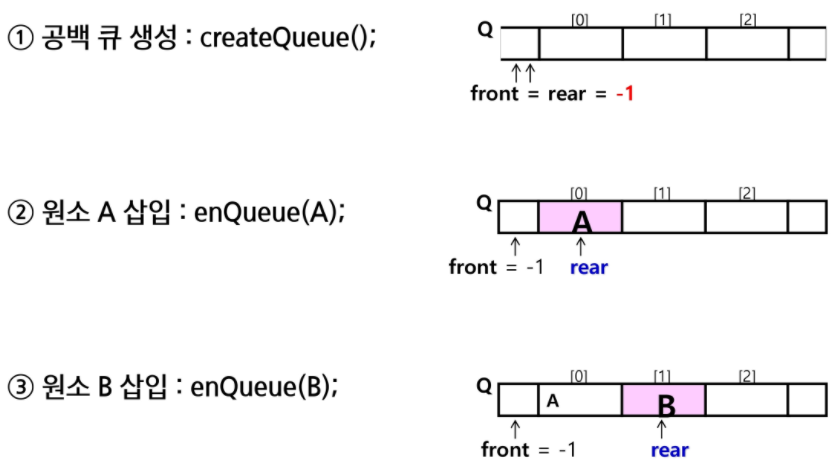 ① 공백 큐 생성 : createQueue();
Q [0] [1] [2]
front = rear = -1
② 원소 A 삽입 : enQueue(A);
Q [0] [1] [2]
A
front = -1 rear
③ 원소 B 삽입 : enQueue(B);
Q [0] [1] [2]
A B
front = -1 rear